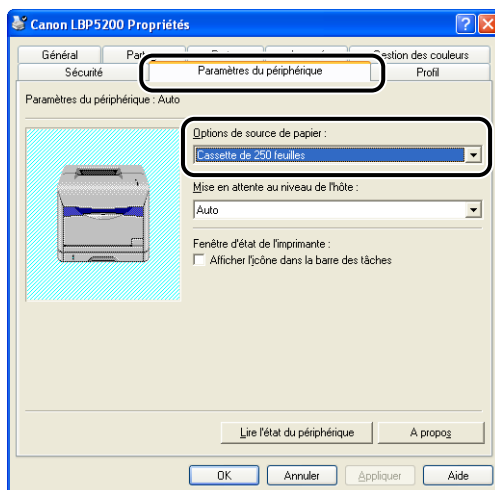 Canon LBP5200 Propriétés
Général
Gestion des couleurs
Sécurité
Paramètres du périphérique
Profil
Paramètres du périphérique : Auto
Options de source de papier :
Cassette de 250 feuilles
Mise en attente au niveau de l'hôte :
Auto
Fenêtre d'état de l'imprimante :
Afficher l'icône dans la barre des tâches
Lire l'état du périphérique
A propos
OK
Annuler
Appliquer
Aide